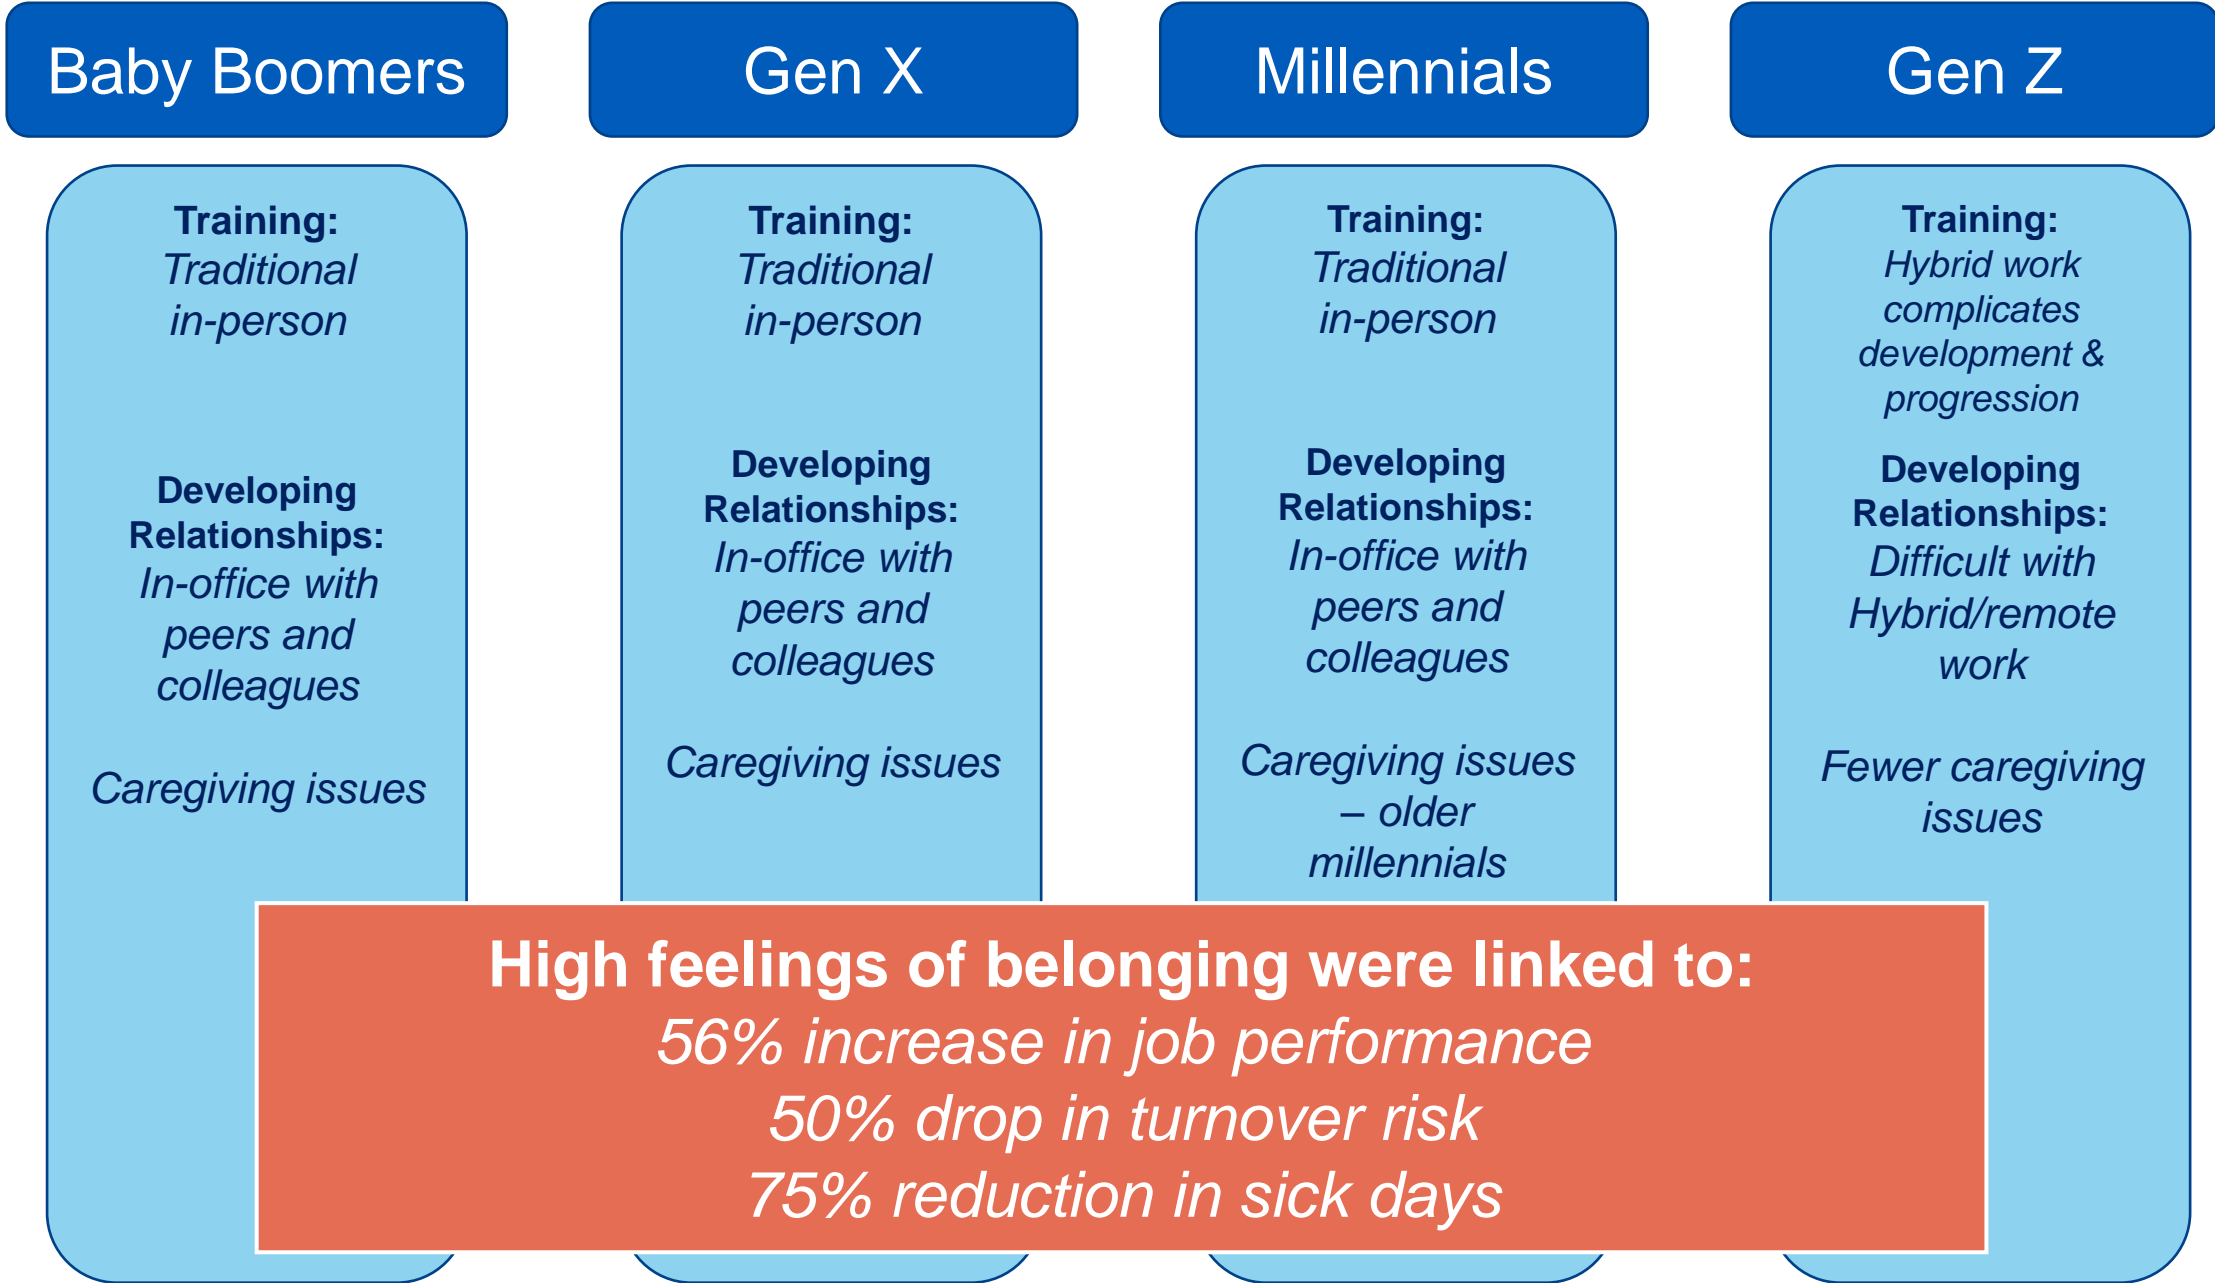 Baby Boomers
Training:
Traditional
in-person
Developing
Relationships:
In-office with
peers and
colleagues
Caregiving issues
Gen X
Training:
Traditional
in-person
Developing
Relationships:
In-office with
peers and
colleagues
Caregiving issues
Millennials
Training:
Traditional
in-person
Developing
Relationships:
In-office with
peers and
colleagues
Caregiving issues
– older
millennials
Gen Z
Training:
Hybrid work
complicates
development &
progression
Developing
Relationships:
Difficult with
Hybrid/remote
work
Fewer caregiving
issues
High feelings of belonging were linked to:
56% increase in job performance
50% drop in turnover risk
75% reduction in sick days